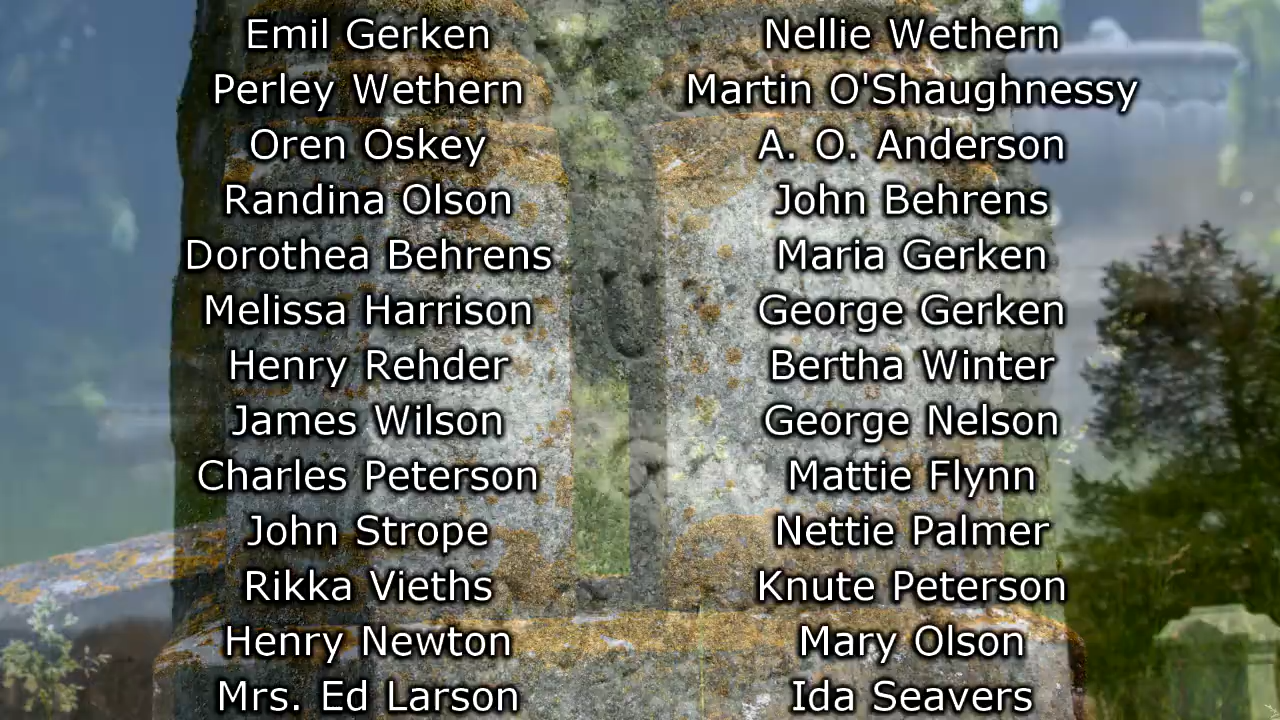 Emil Gerken
Perley Wethern
Oren Oskey
Randina Olson
Dorothea Behrens
Melissa Harrison
Henry Rehder
James Wilson
Charles Peterson
John Strope
Rikka Vieths
Henry Newton
Mrs. Ed Larson
Nellie Wethern
Martin O'Shaughnessy
A. O. Anderson
John Behrens
Maria Gerken
George Gerken
Bertha Winter
George Nelson
Mattie Flynn
Nettie Palmer
Knute Peterson
Mary Olson
Ida Seavers